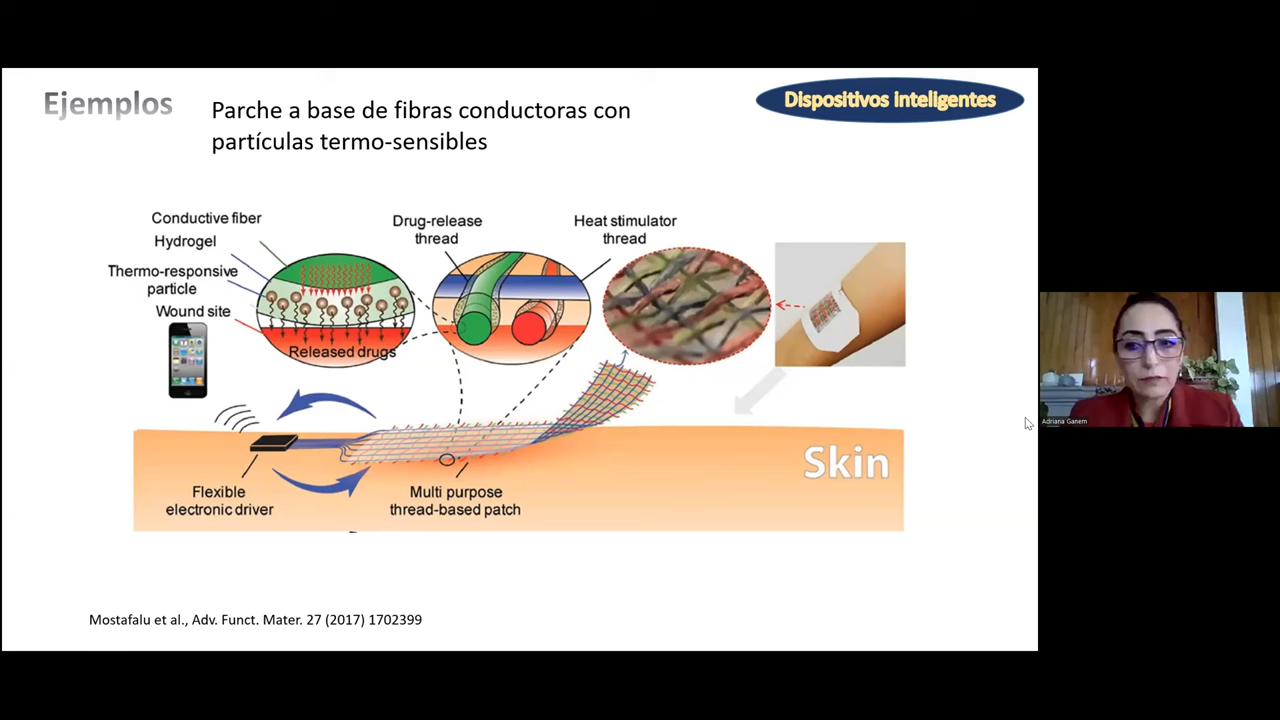 Ejemplos
Parche a base de fibras conductoras con
partículas termo-sensibles
Dispositivos inteligentes
Conductive fiber
Hydrogel
Thermo-responsive
particle
Wound site
Released drugs
Drug-release
thread
Heat stimulator
thread
Skin
Flexible
electronic driver
Multi purpose
thread-based patch
Mostafalu et al., Adv. Funct. Mater. 27 (2017) 1702399
Adriana Ganem